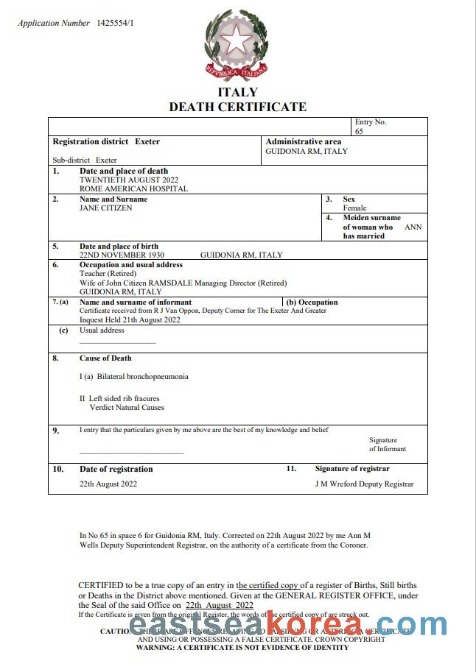 Application Number 1425554/1
REPVBBLICA ITALIANA
ITALY
DEATH CERTIFICATE
Entry No.
65
Registration district Exeter
Administrative area
GUIDONIA RM, ITALY
Sub-district Exeter
1. Date and place of death
TWENTIETH AUGUST 2022
ROME AMERICAN HOSPITAL
2. Name and Surname
JANE CITIZEN
3. Sex
Female
4. Meiden surname
of woman who ANN
has married
5. Date and place of birth
22ND NOVEMBER 1930 GUIDONIA RM, ITALY
6. Occupation and usual address
Teacher (Retired)
Wife of John Citizen RAMSDALE Managing Director (Retired)
GUIDONIA RM, ITALY
7. (a) Name and surname of informant (b) Occupation
Certificate received from R J Van Oppon, Deputy Corner for The Exeter And Greater
Inquest Held 21th August 2022
(c) Usual address
8. Cause of Death
I (a) Bilateral bronchopneumonia
II Left sided rib fracures
Verdict Natural Causes
9. I entry that the particulars given by me above are the best of my knowledge and belief
Signature
of Informant
10. Date of registration
11. Signature of registrar
22th August 2022
J M Wreford Deputy Registrar
In No 65 in space 6 for Guidonia RM, Italy. Corrected on 22th August 2022 by me Ann M
Wells Deputy Superintendent Registrar, on the authority of a certificate from the Coroner.
CERTIFIED to be a true copy of an entry in the certified copy of a register of Births, Still births
or Deaths in the District above mentioned. Given at the GENERAL REGISTER OFFICE, under
the Seal of the said Office on 22th August 2022
If the Certificate is given from the original Register, the words of the certified copy of are struck out.
eastseakorea.com
AND USING OR POSSESSING A FALSE CERTIFICATE. CROWN COPYRIGHT
WARNING: A CERTIFICATE IS NOT EVIDENCE OF IDENTITY